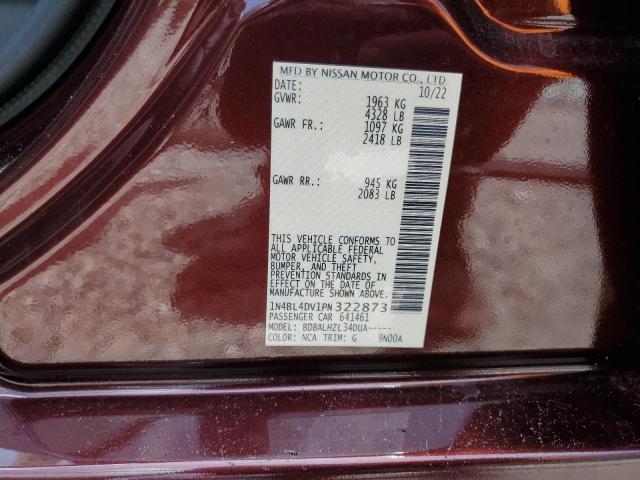 MFD BY NISSAN MOTOR CO., LTD
DATE: 10/22
GVWR: 1963 KG
4328 LB
GAWR FR.: 1097 KG
2418 LB
GAWR RR.: 945 KG
2083 LB
THIS VEHICLE CONFORMS TO
ALL APPLICABLE FEDERAL
MOTOR VEHICLE SAFETY,
BUMPER, AND THEFT
PREVENTION STANDARDS IN
EFFECT ON THE DATE OF
MANUFACTURE SHOWN ABOVE.
1N4BL4DV1PN322873
PASSENGER CAR 641461
MODEL: BDBALHZL34DUA-----
COLOR: NCA TRIM: G 9N00A